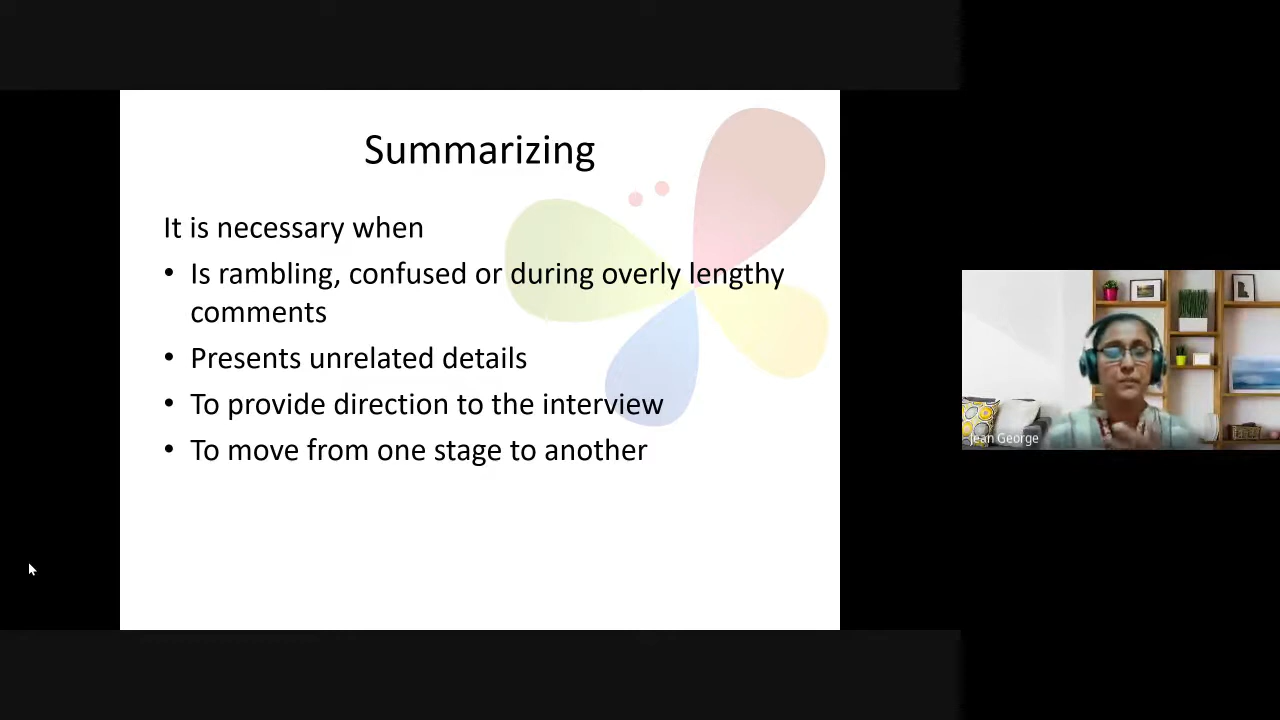 Summarizing
It is necessary when
• Is rambling, confused or during overly lengthy
comments
• Presents unrelated details
• To provide direction to the interview
• To move from one stage to another
Jean George